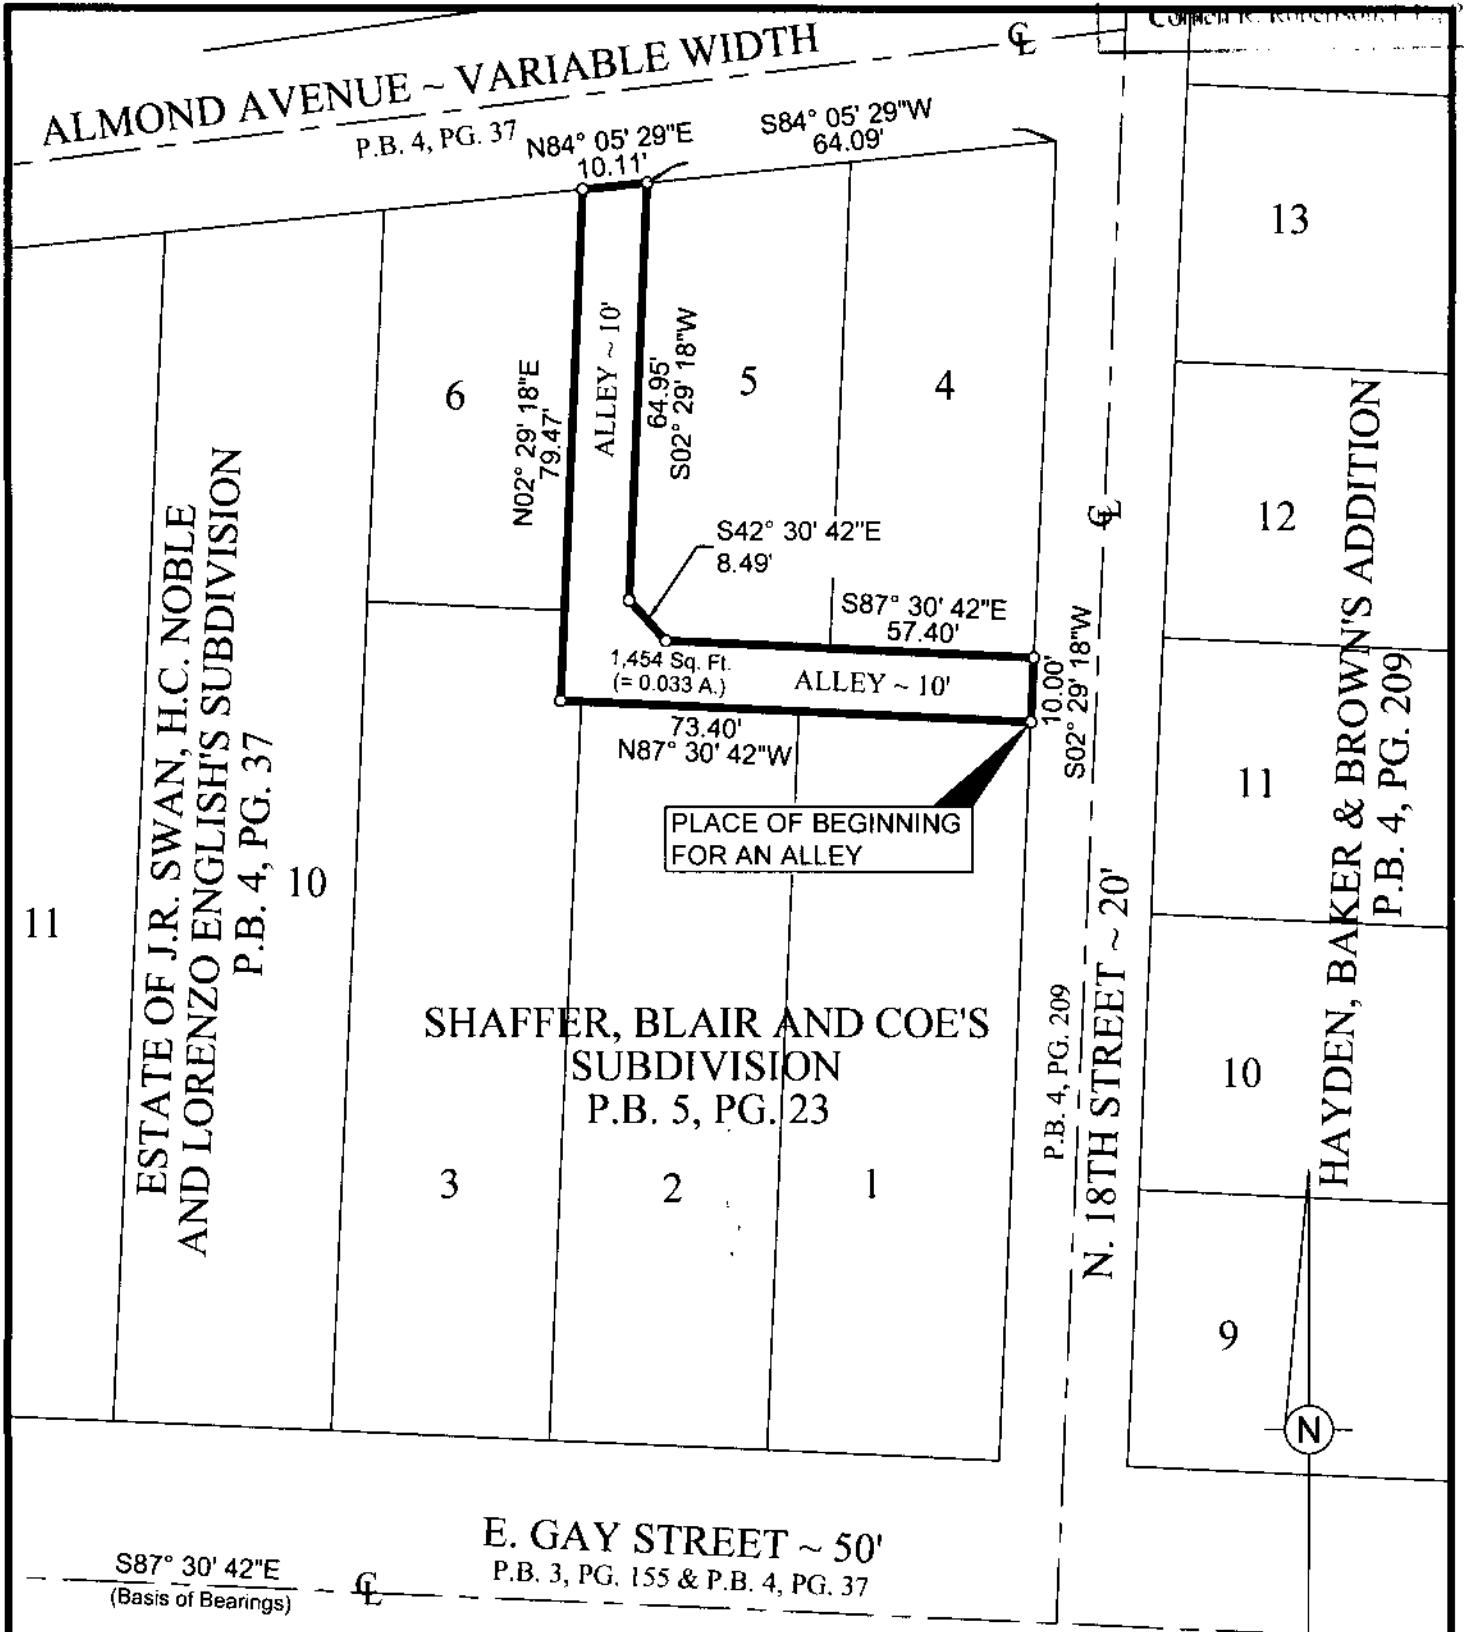 ALMOND AVENUE ~ VARIABLE WIDTH
P.B. 4, PG. 37
N84° 05' 29"E
10.11'
S84° 05' 29"W
64.09'
13
6
N02° 29' 18"E
79.47'
ALLEY ~ 10'
64.95'
S02° 29' 18"W
5
4
S42° 30' 42"E
8.49'
S87° 30' 42"E
57.40'
1,454 Sq. Ft.
(= 0.033 A.)
ALLEY ~ 10'
10.00'
S02° 29' 18"W
73.40'
N87° 30' 42"W
PLACE OF BEGINNING
FOR AN ALLEY
12
11
HAYDEN, BAKER & BROWN'S ADDITION
P.B. 4, PG. 209
ESTATE OF J.R. SWAN, H.C. NOBLE
AND LORENZO ENGLISH'S SUBDIVISION
P.B. 4, PG. 37
11
10
SHAFFER, BLAIR AND COE'S
SUBDIVISION
P.B. 5, PG. 23
3
2
1
P.B. 4, PG. 209
N. 18TH STREET ~ 20'
10
9
N
E. GAY STREET ~ 50'
P.B. 3, PG. 155 & P.B. 4, PG. 37
S87° 30' 42"E
(Basis of Bearings)